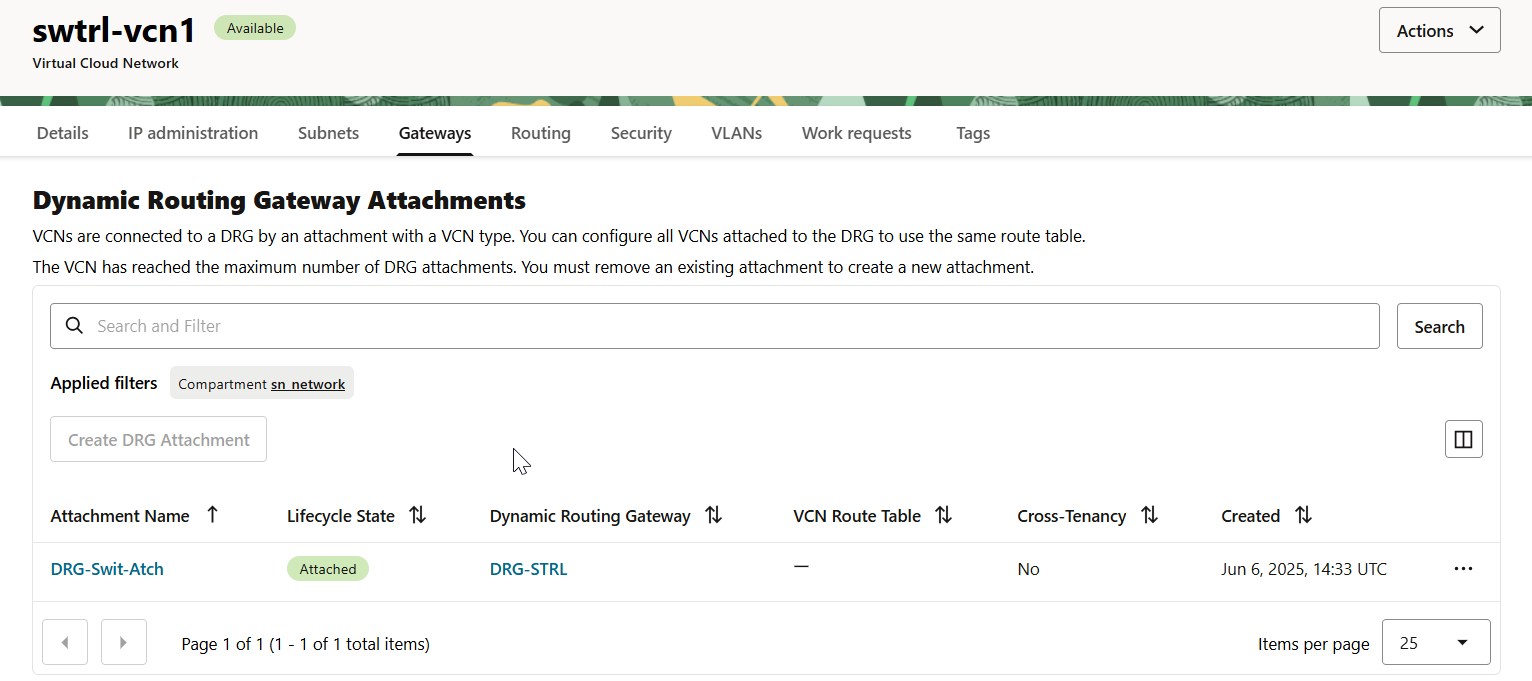 swtrl-vcn1 Available
Actions
Virtual Cloud Network
Details IP administration Subnets Gateways Routing Security VLANs Work requests Tags
Dynamic Routing Gateway Attachments
VCNs are connected to a DRG by an attachment with a VCN type. You can configure all VCNs attached to the DRG to use the same route table.
The VCN has reached the maximum number of DRG attachments. You must remove an existing attachment to create a new attachment.
Search and Filter Search
Applied filters Compartment sn_network
Create DRG Attachment
Attachment Name Lifecycle State Dynamic Routing Gateway VCN Route Table Cross-Tenancy Created
DRG-Swit-Atch Attached DRG-STRL — No Jun 6, 2025, 14:33 UTC
Page 1 of 1 (1 - 1 of 1 total items) Items per page 25